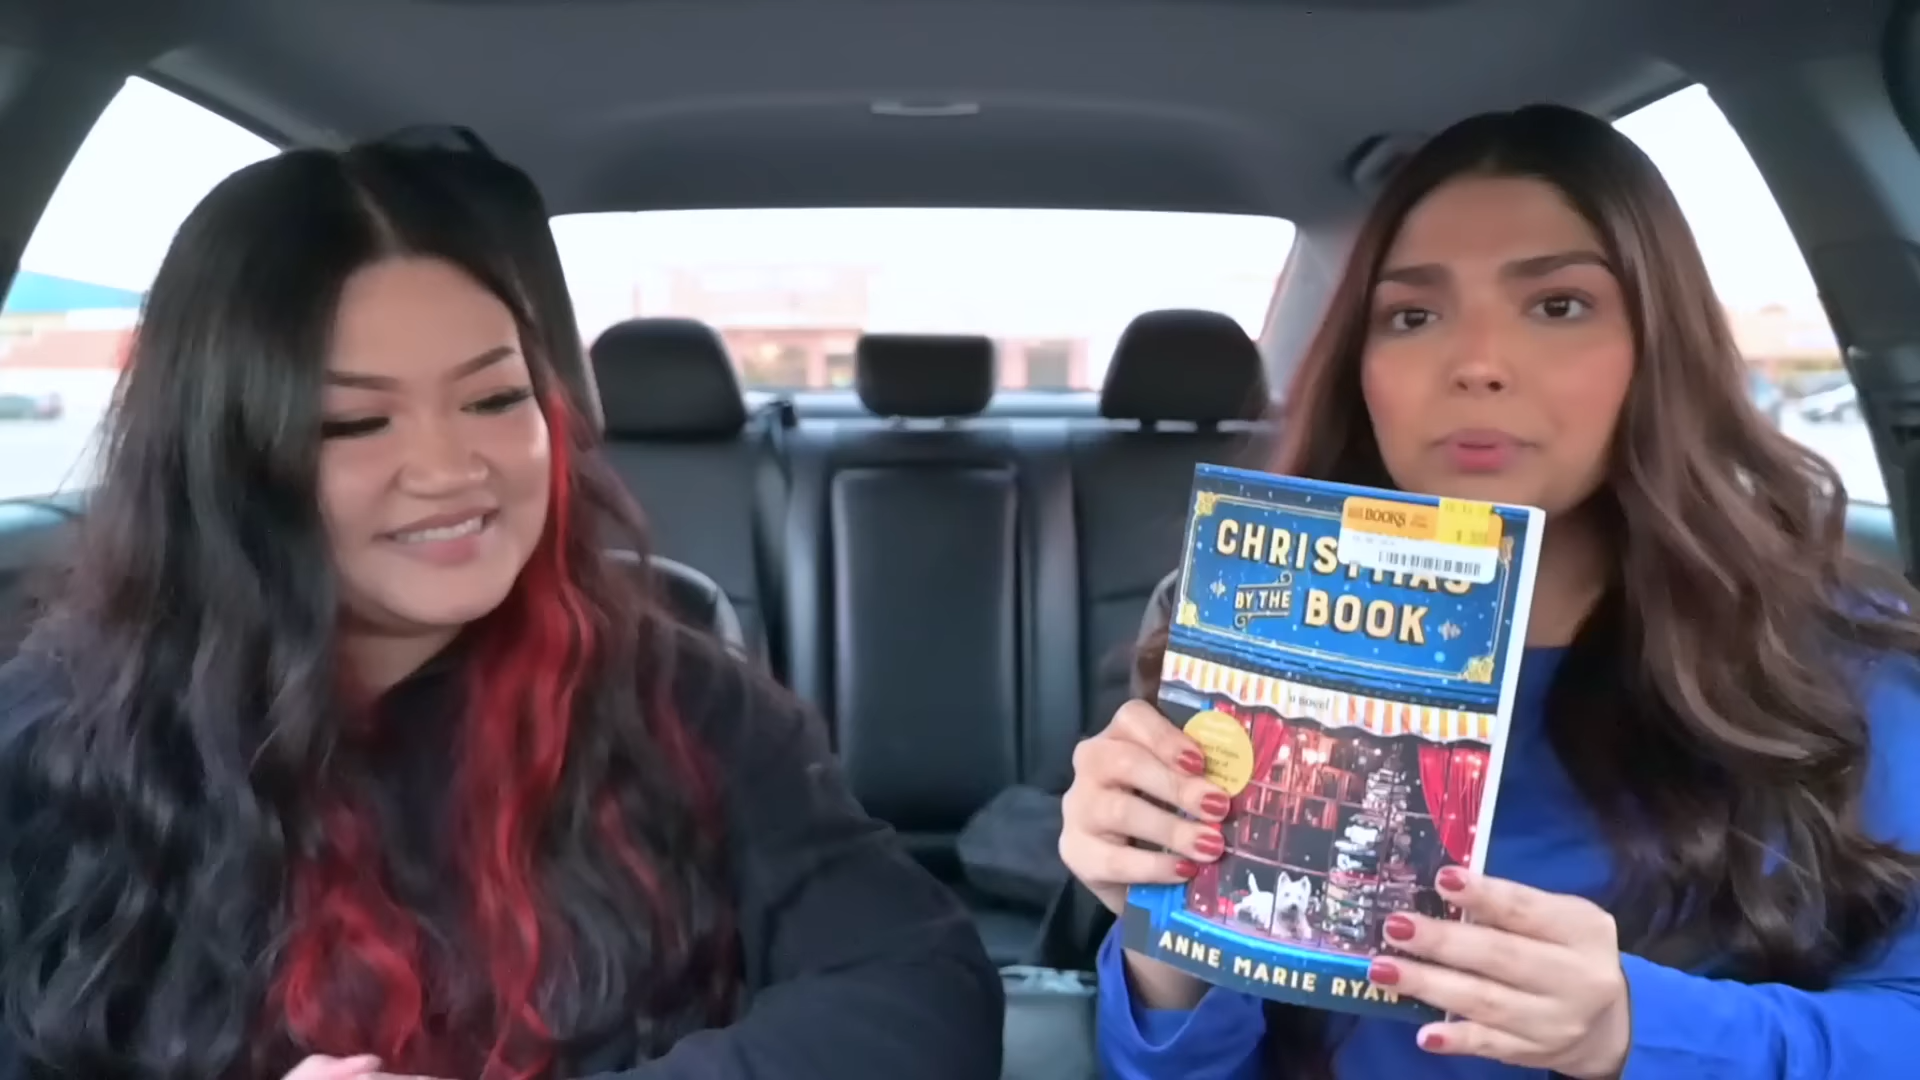 BOOKS
CHRISTMAS
BY THE
BOOK
a novel
ANNE MARIE RYAN